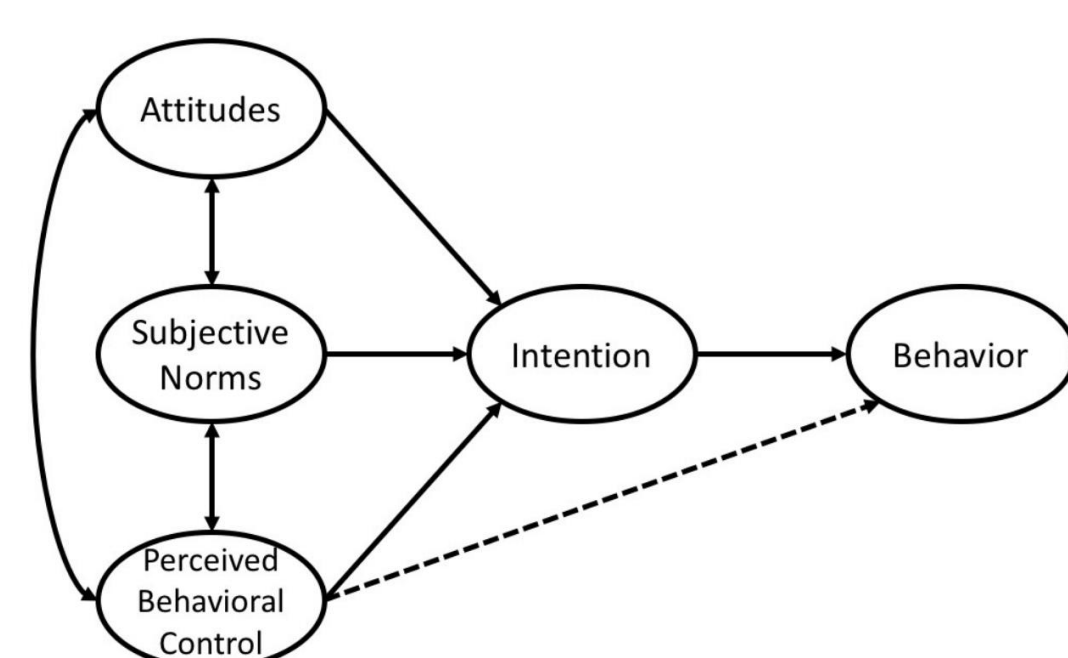 Attitudes
Subjective
Norms
Intention
Behavior
Perceived
Behavioral
Control